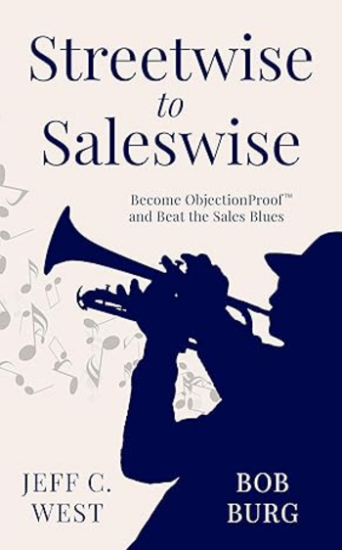 Streetwise
to
Saleswise
Become ObjectionProof™
and Beat the Sales Blues
JEFF C.
WEST
BOB
BURG